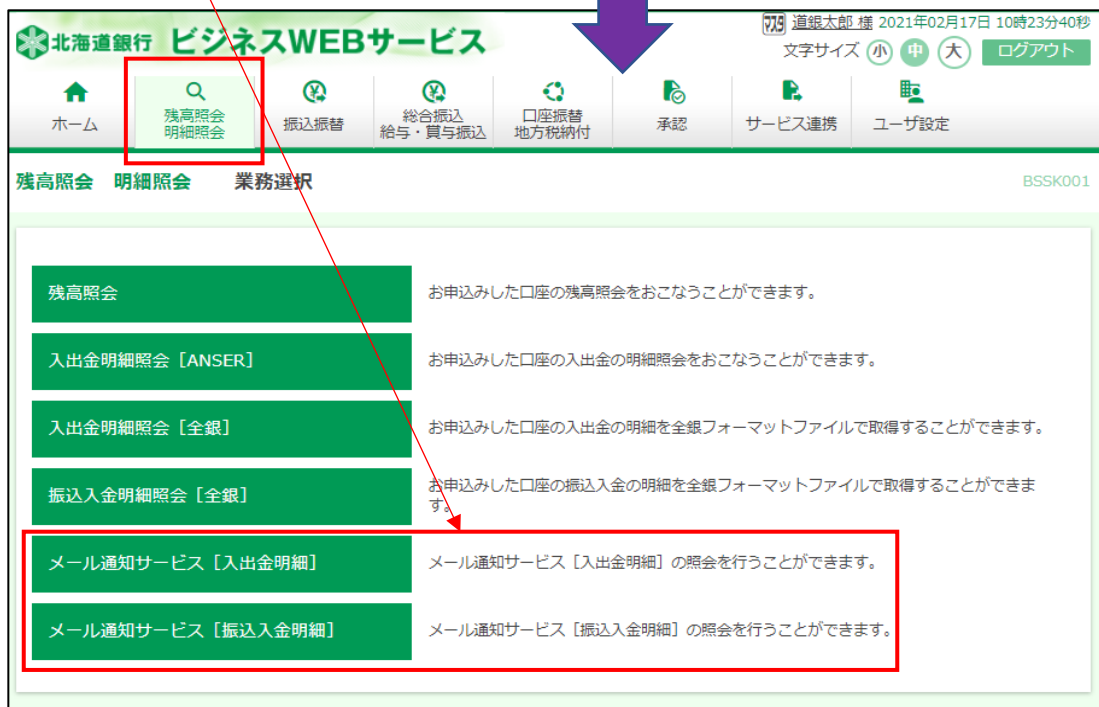 マスタ 道銀太郎 様 2021年02月17日 10時23分40秒
北海道銀行 ビジネスWEBサービス
文字サイズ 小 中 大 ログアウト
ホーム
残高照会
明細照会
振込振替
総合振込
給与・賞与振込
口座振替
地方税納付
承認
サービス連携
ユーザ設定
残高照会 明細照会 業務選択 BSSK001
残高照会
お申込みした口座の残高照会をおこなうことができます。
入出金明細照会［ANSER］
お申込みした口座の入出金の明細照会をおこなうことができます。
入出金明細照会［全銀］
お申込みした口座の入出金の明細を全銀フォーマットファイルで取得することができます。
振込入金明細照会［全銀］
お申込みした口座の振込入金の明細を全銀フォーマットファイルで取得することができま
す。
メール通知サービス［入出金明細］
メール通知サービス［入出金明細］の照会を行うことができます。
メール通知サービス［振込入金明細］
メール通知サービス［振込入金明細］の照会を行うことができます。